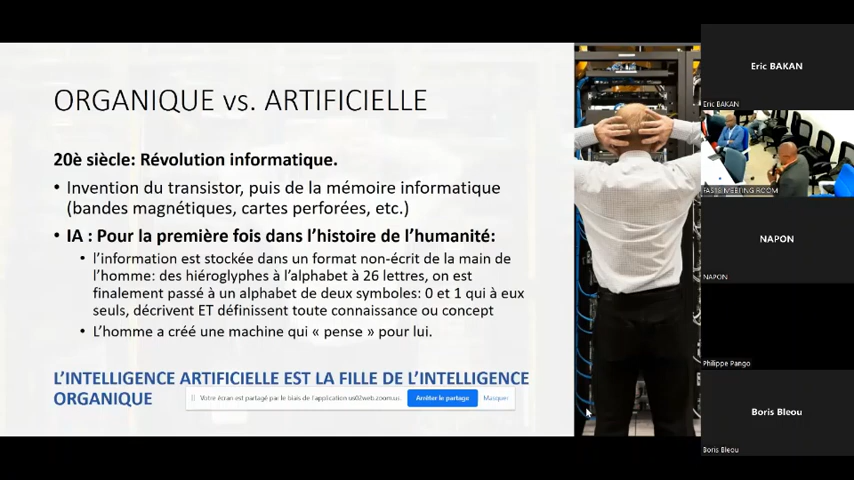 ORGANIQUE vs. ARTIFICIELLE
20è siècle: Révolution informatique.
• Invention du transistor, puis de la mémoire informatique
(bandes magnétiques, cartes perforées, etc.)
• IA : Pour la première fois dans l'histoire de l'humanité:
• l'information est stockée dans un format non-écrit de la main de
l'homme: des hiéroglyphes à l'alphabet à 26 lettres, on est
finalement passé à un alphabet de deux symboles: 0 et 1 qui à eux
seuls, décrivent ET définissent toute connaissance ou concept
• L'homme a créé une machine qui « pense » pour lui.
L'INTELLIGENCE ARTIFICIELLE EST LA FILLE DE L'INTELLIGENCE
ORGANIQUE
Votre écran est partagé par le biais de l'application us02web.zoom.us.
Arrêter le partage
Masquer
Eric BAKAN
Eric BAKAN
MEETING ROOM
NAPON
NAPON
Philippe Pango
Boris Bleou
Boris Bleou